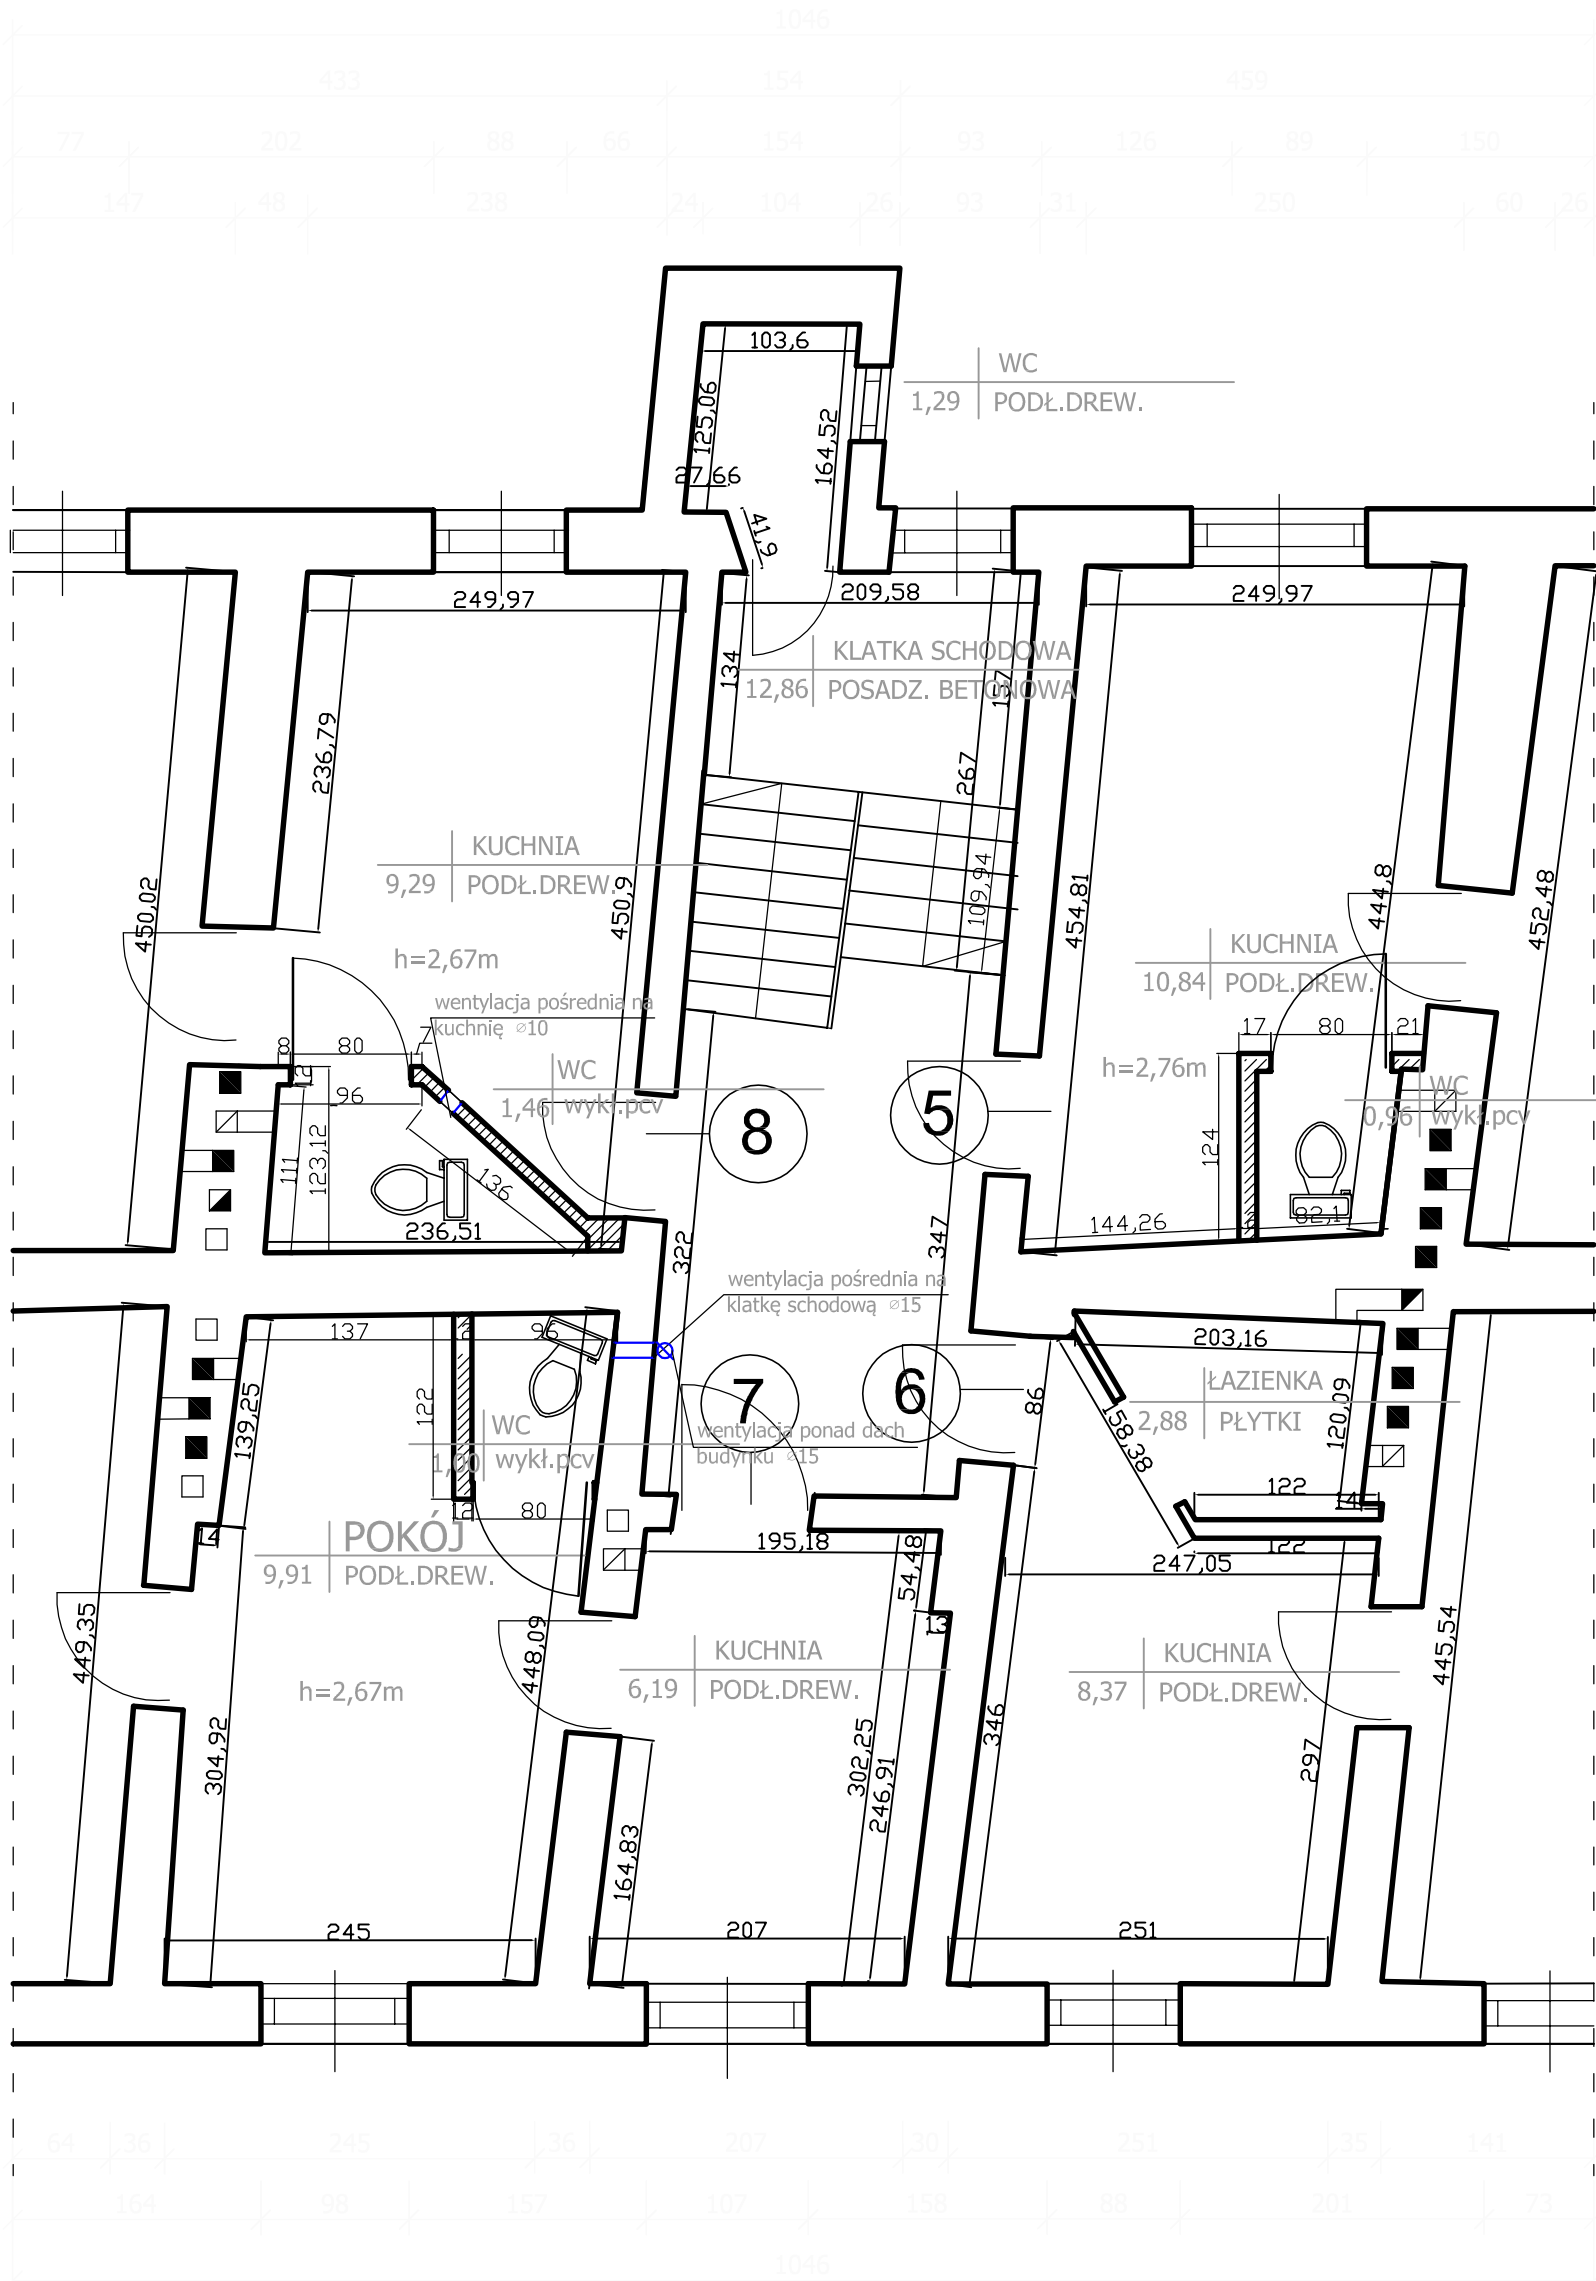 1046
433 154 459
77 202 88 66 154 93 126 89 150
147 48 238 24 104 26 93 31 250 60 26
103,6
WC
1,29 PODŁ.DREW.
125,06
164,52
27,66
41,9
249,97
209,58
249,97
KLATKA SCHODOWA
12,86 POSADZ. BETONOWA
134
157
236,79
267
KUCHNIA
9,29 PODŁ.DREW.
450,02
450,9
109,94
454,81
444,8
452,48
KUCHNIA
10,84 PODŁ.DREW.
h=2,67m
wentylacja pośrednia na
kuchnię ⌀10
8 80 7
17 80 21
h=2,76m
WC
1,46 wykł.pcv
WC
0,96 wykł.pcv
12
96
8
5
111
123,12
136
124
236,51
322
347
144,26
12
82,1
wentylacja pośrednia na
klatkę schodową ⌀15
137 12 96
203,16
ŁAZIENKA
2,88 PŁYTKI
7
6
86
139,25
122
158,38
120,09
WC
1,00 wykł.pcv
wentylacja ponad dach
budynku ⌀15
122
14
12 80
POKÓJ
9,91 PODŁ.DREW.
14
195,18
54,48
122
247,05
13
449,35
448,09
445,54
KUCHNIA
6,19 PODŁ.DREW.
KUCHNIA
8,37 PODŁ.DREW.
h=2,67m
304,92
302,25
246,91
346
297
164,83
245
207
251
64 36 245 36 207 30 251 35 141
164 98 157 107 158 88 201 73
1046